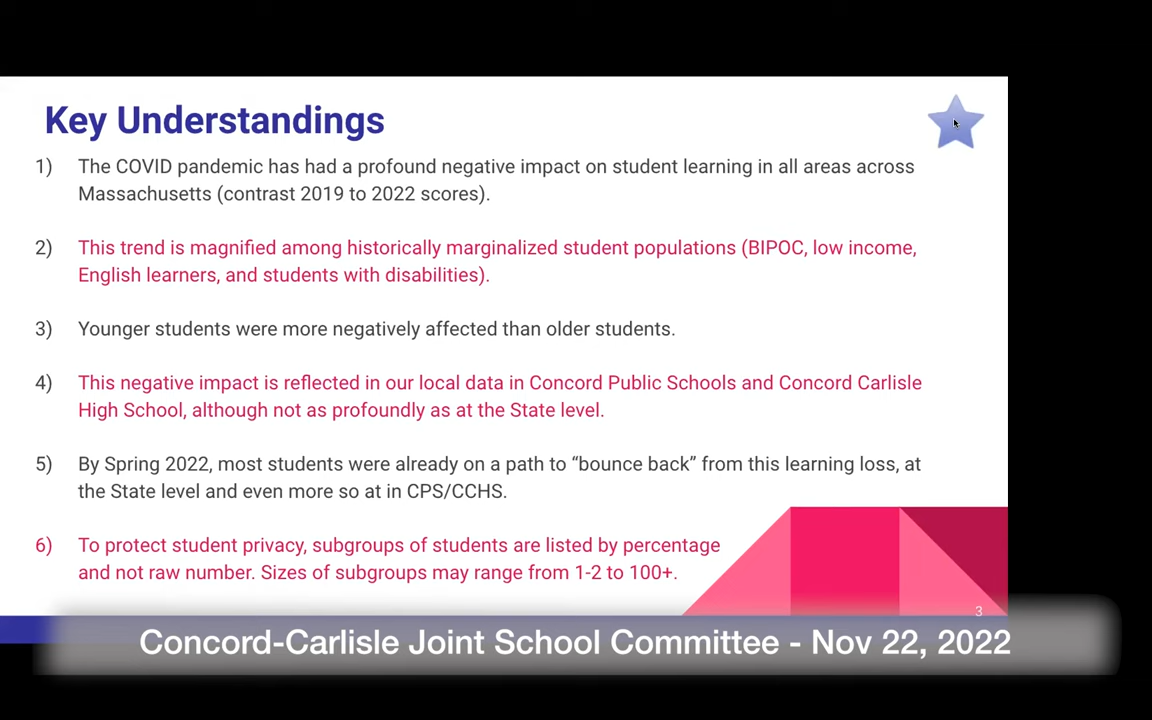 Key Understandings
1) The COVID pandemic has had a profound negative impact on student learning in all areas across
Massachusetts (contrast 2019 to 2022 scores).
2) This trend is magnified among historically marginalized student populations (BIPOC, low income,
English learners, and students with disabilities).
3) Younger students were more negatively affected than older students.
4) This negative impact is reflected in our local data in Concord Public Schools and Concord Carlisle
High School, although not as profoundly as at the State level.
5) By Spring 2022, most students were already on a path to “bounce back” from this learning loss, at
the State level and even more so at in CPS/CCHS.
6) To protect student privacy, subgroups of students are listed by percentage
and not raw number. Sizes of subgroups may range from 1-2 to 100+.
3
Concord-Carlisle Joint School Committee - Nov 22, 2022